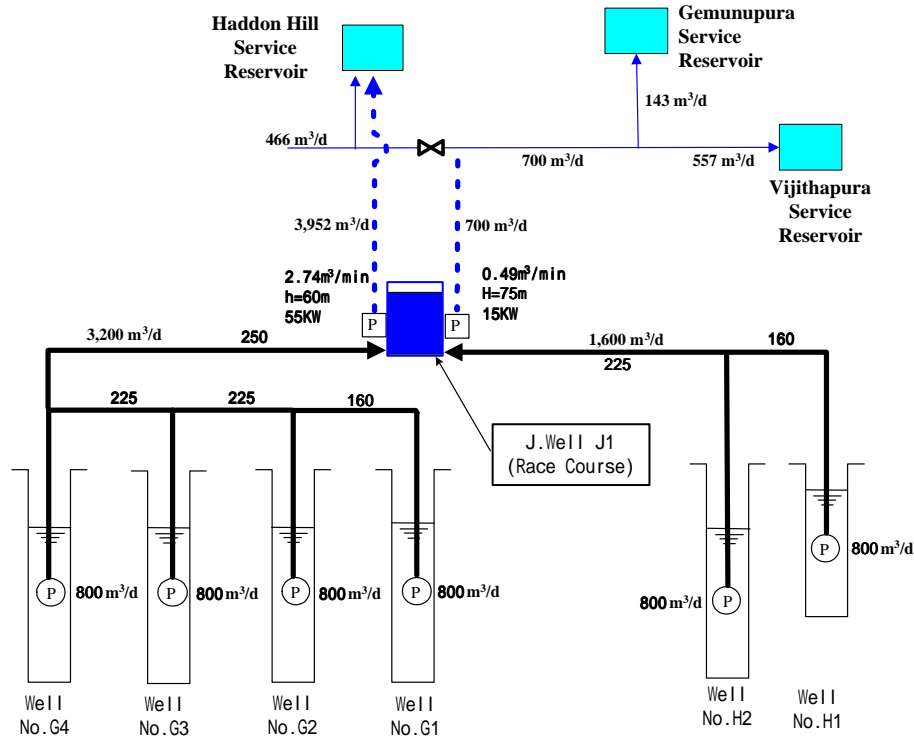 Haddon Hill
Service
Reservoir
Gemunupura
Service
Reservoir
143 m³/d
466 m³/d
700 m³/d
557 m³/d
Vijithapura
Service
Reservoir
3,952 m³/d
700 m³/d
2.74m³/min
h=60m
55KW
0.49m³/min
H=75m
15KW
P
P
3,200 m³/d
250
1,600 m³/d
225
160
225
225
160
J.Well J1
(Race Course)
P
800 m³/d
P
800 m³/d
P
800 m³/d
P
800 m³/d
800 m³/d
P
P
800 m³/d
Well
No.G4
Well
No.G3
Well
No.G2
Well
No.G1
Well
No.H2
Well
No.H1